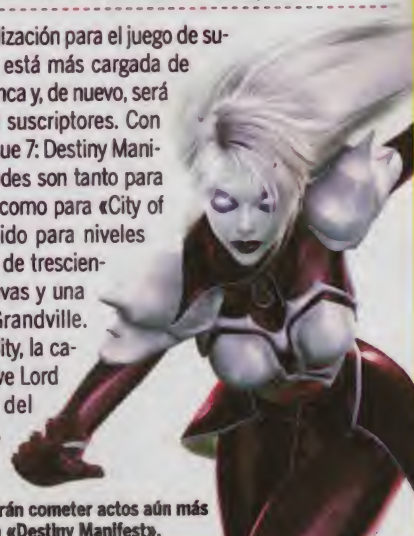 ización para el juego de su-
está más cargada de
nca y, de nuevo, será
suscriptores. Con
ue 7: Destiny Mani-
des son tanto para
como para «City of
ido para niveles
de trescien-
vas y una
Grandville.
City, la ca-
ve Lord
del
rán cometer actos aún más
«Destiny Manifest».